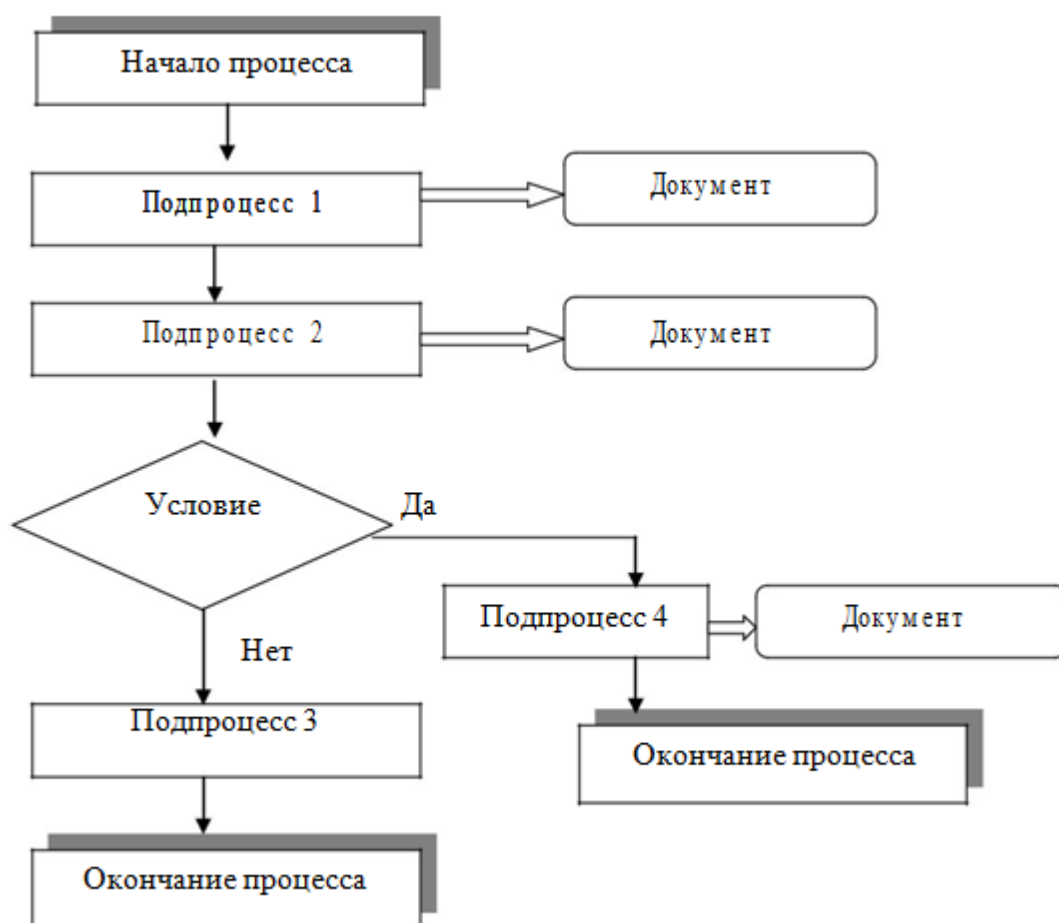 Начало процесса
Подпроцесс 1
Документ
Подпроцесс 2
Документ
Условие
Да
Подпроцесс 4
Документ
Нет
Подпроцесс 3
Окончание процесса
Окончание процесса